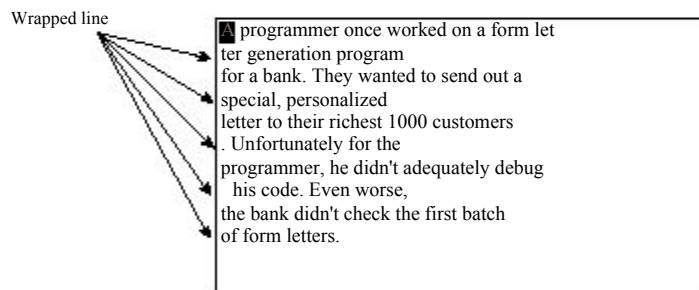 Wrapped line
A programmer once worked on a form let
ter generation program
for a bank. They wanted to send out a
special, personalized
letter to their richest 1000 customers
. Unfortunately for the
programmer, he didn't adequately debug
his code. Even worse,
the bank didn't check the first batch
of form letters.